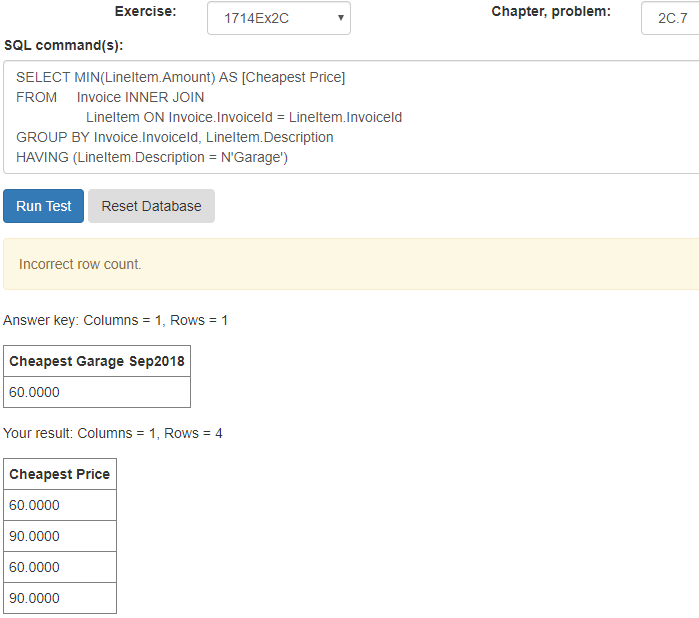 Exercise: 1714Ex2C Chapter, problem: 2C.7
SQL command(s):
SELECT MIN(LineItem.Amount) AS [Cheapest Price]
FROM Invoice INNER JOIN
LineItem ON Invoice.InvoiceId = LineItem.InvoiceId
GROUP BY Invoice.InvoiceId, LineItem.Description
HAVING (LineItem.Description = N'Garage')
Run Test Reset Database
Incorrect row count.
Answer key: Columns = 1, Rows = 1
Cheapest Garage Sep2018
60.0000
Your result: Columns = 1, Rows = 4
Cheapest Price
60.0000
90.0000
60.0000
90.0000